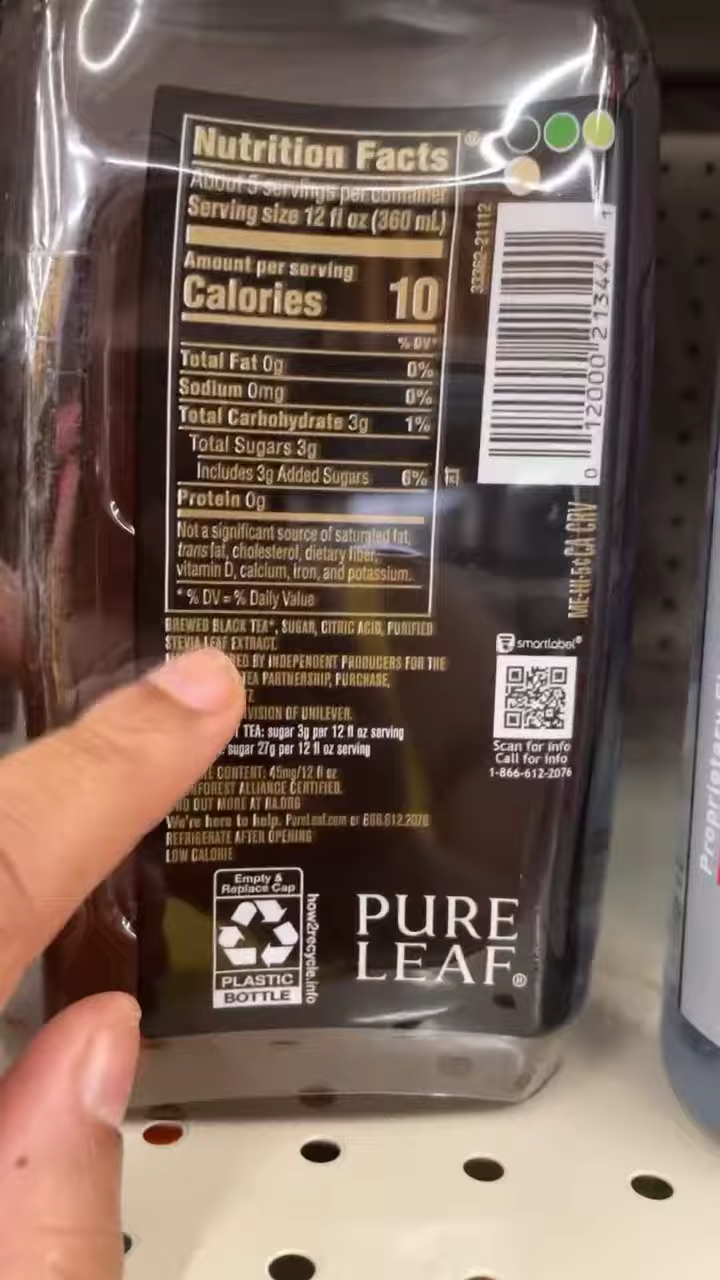 Nutrition Facts
About 5 servings per container
Serving size 12 fl oz (360 mL)
Amount per serving
Calories 10
% DV*
Total Fat 0g 0%
Sodium 0mg 0%
Total Carbohydrate 3g 1%
Total Sugars 3g
Includes 3g Added Sugars 6%
Protein 0g
Not a significant source of saturated fat,
trans fat, cholesterol, dietary fiber,
vitamin D, calcium, iron, and potassium.
* % DV = % Daily Value
BREWED BLACK TEA*, SUGAR, CITRIC ACID, PURIFIED
STEVIA LEAF EXTRACT.
BY INDEPENDENT PRODUCERS FOR THE
TEA PARTNERSHIP, PURCHASE,
OF UNILEVER.
TEA: sugar 3g per 12 fl oz serving
sugar 27g per 12 fl oz serving
CONTENT: 45mg/12 fl oz
ALLIANCE CERTIFIED.
OUT MORE AT RA.ORG
We're here to help. PureLeaf.com or 866.612.2076
REFRIGERATE AFTER OPENING
LOW CALORIE
Empty &
Replace Cap
PLASTIC
BOTTLE
how2recycle.info
PURE
LEAF®
®
33362-21112
0 12000 21344 1
ME-HI-5¢ CA CRV
smartlabel®
Scan for info
Call for info
1-866-612-2076
Proprietary